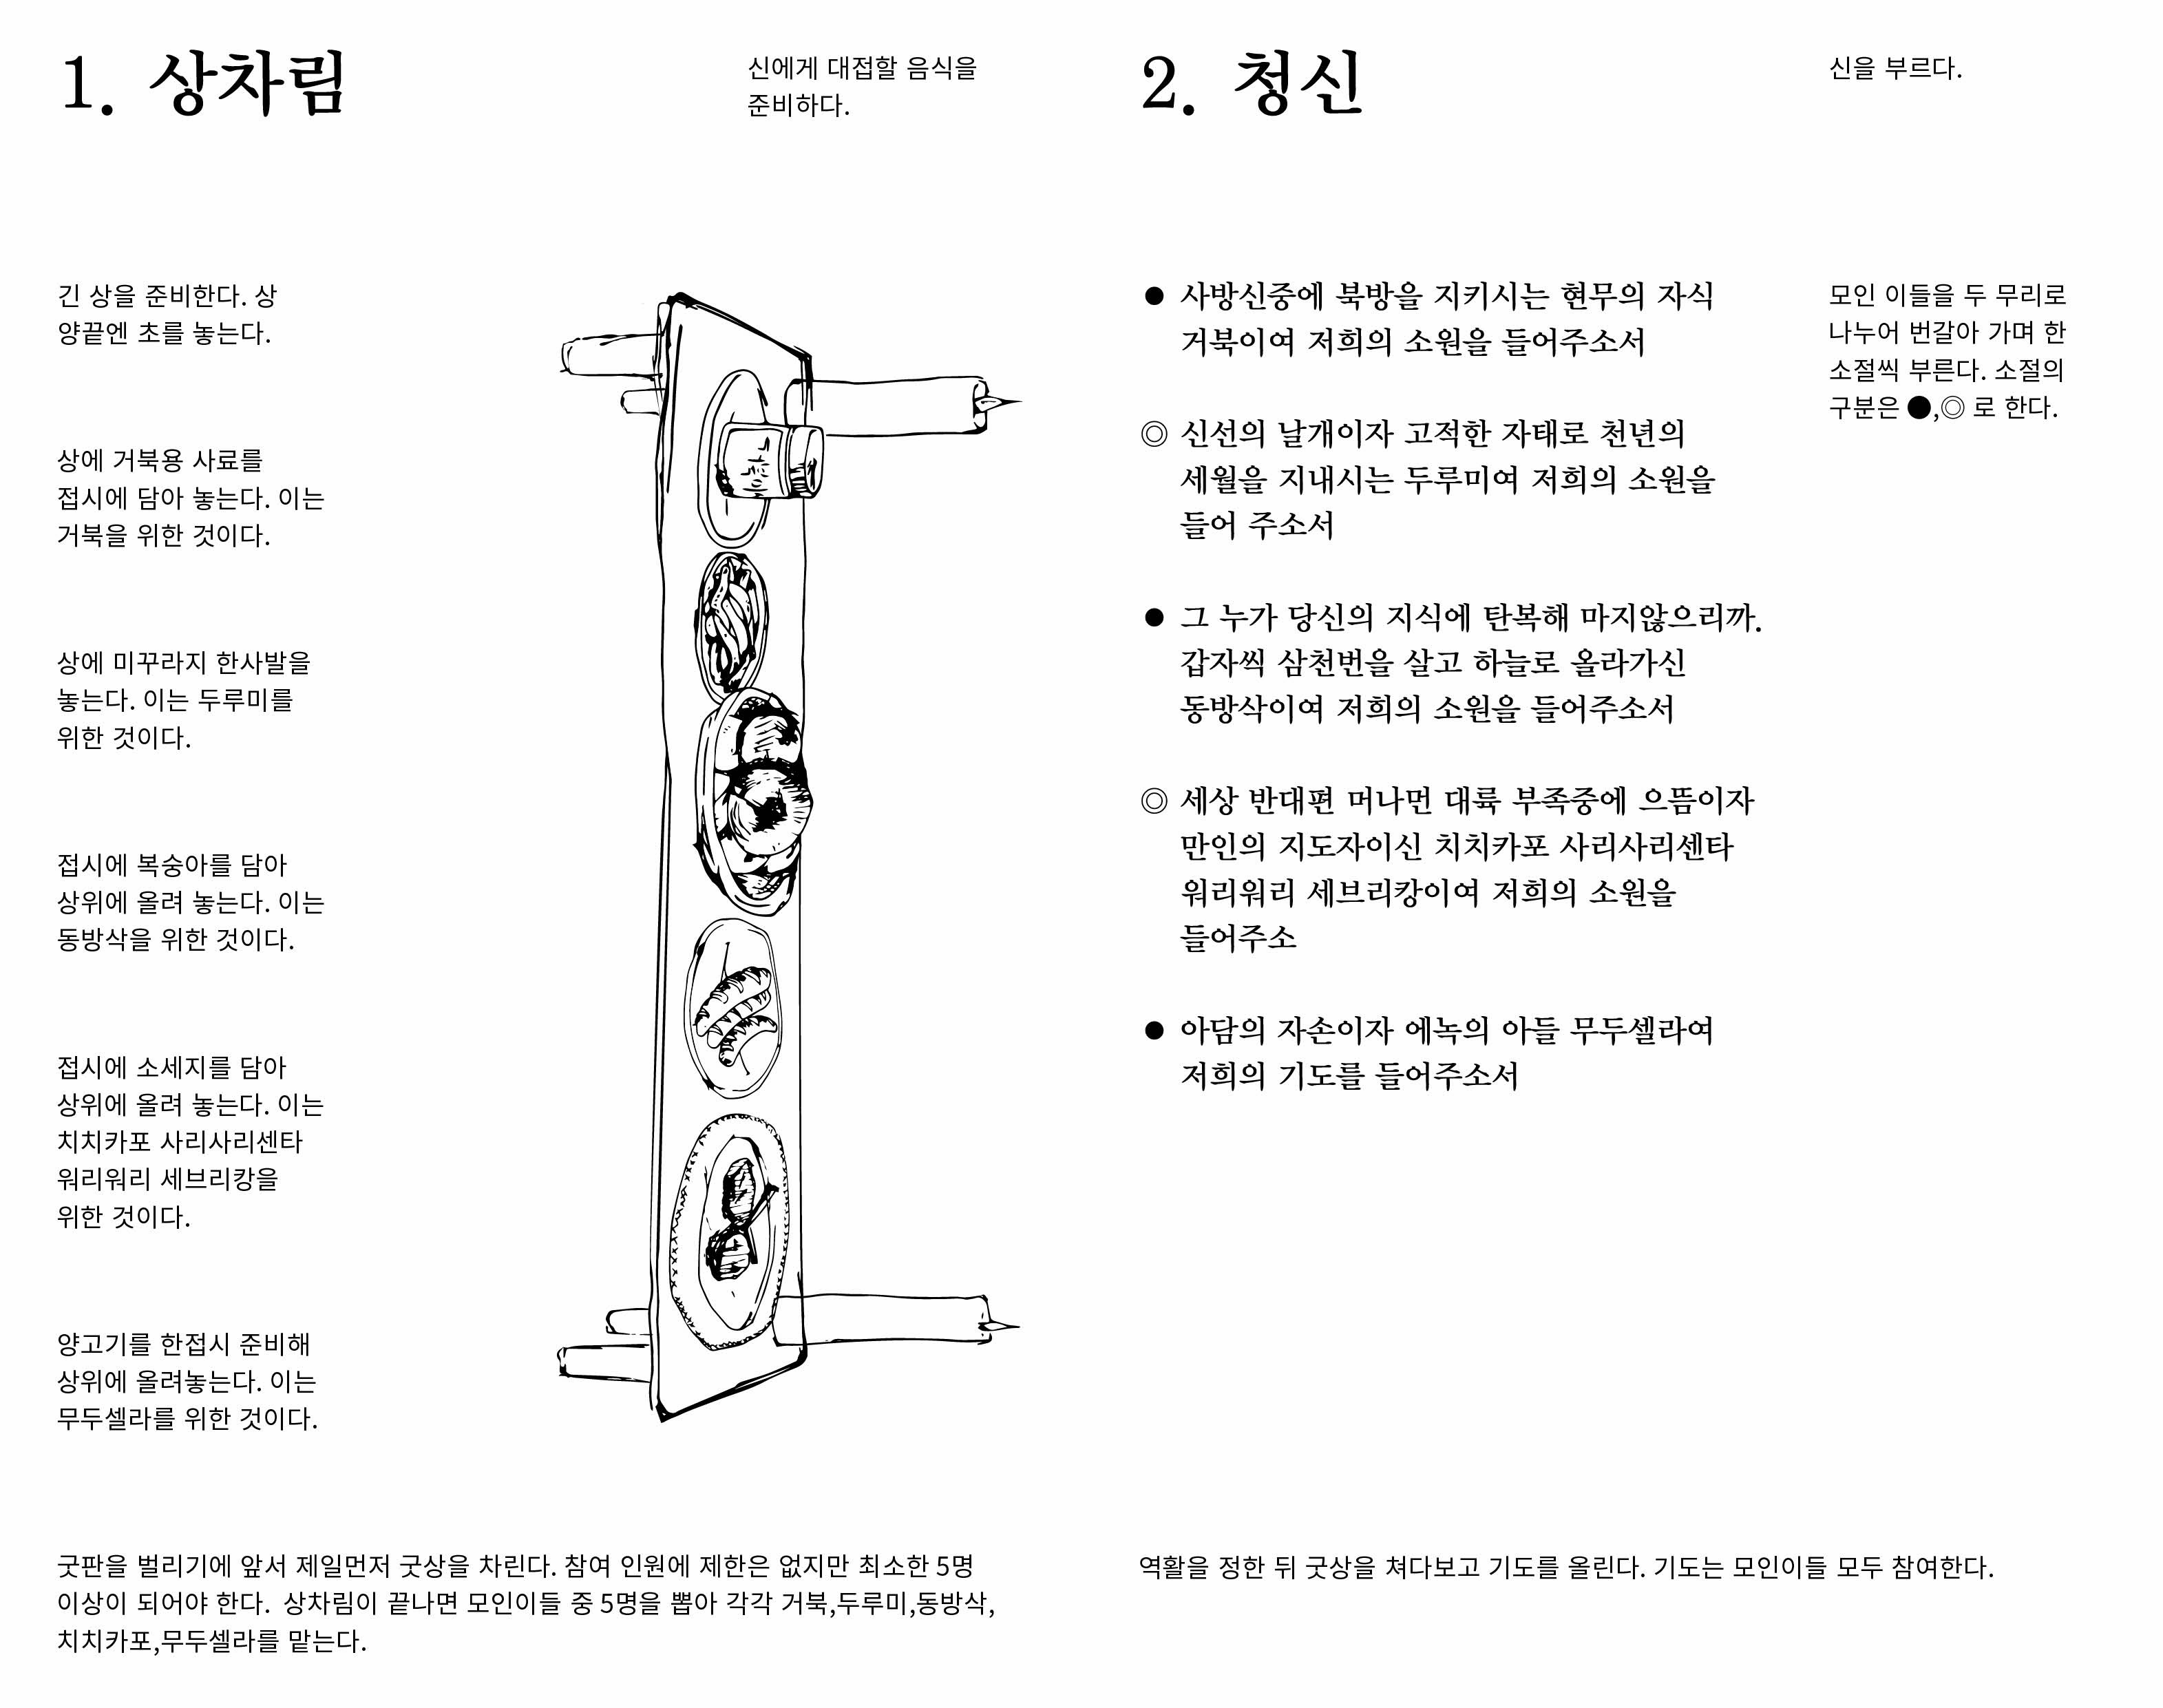 1. 상차림
신에게 대접할 음식을
준비하다.
긴 상을 준비한다. 상
양끝엔 초를 놓는다.
상에 거북용 사료를
접시에 담아 놓는다. 이는
거북을 위한 것이다.
상에 미꾸라지 한사발을
놓는다. 이는 두루미를
위한 것이다.
접시에 복숭아를 담아
상위에 올려 놓는다. 이는
동방삭을 위한 것이다.
접시에 소세지를 담아
상위에 올려 놓는다. 이는
치치카포 사리사리센타
워리워리 세브리캉을
위한 것이다.
양고기를 한접시 준비해
상위에 올려놓는다. 이는
무두셀라를 위한 것이다.
굿판을 벌리기에 앞서 제일먼저 굿상을 차린다. 참여 인원에 제한은 없지만 최소한 5명
이상이 되어야 한다. 상차림이 끝나면 모인이들 중 5명을 뽑아 각각 거북,두루미,동방삭,
치치카포,무두셀라를 맡는다.
2. 청신
신을 부르다.
● 사방신중에 북방을 지키시는 현무의 자식
거북이여 저희의 소원을 들어주소서
◎ 신선의 날개이자 고적한 자태로 천년의
세월을 지내시는 두루미여 저희의 소원을
들어 주소서
● 그 누가 당신의 지식에 탄복해 마지않으리까.
갑자씩 삼천번을 살고 하늘로 올라가신
동방삭이여 저희의 소원을 들어주소서
◎ 세상 반대편 머나먼 대륙 부족중에 으뜸이자
만인의 지도자이신 치치카포 사리사리센타
워리워리 세브리캉이여 저희의 소원을
들어주소
● 아담의 자손이자 에녹의 아들 무두셀라여
저희의 기도를 들어주소서
모인 이들을 두 무리로
나누어 번갈아 가며 한
소절씩 부른다. 소절의
구분은 ●,◎ 로 한다.
역활을 정한 뒤 굿상을 쳐다보고 기도를 올린다. 기도는 모인이들 모두 참여한다.